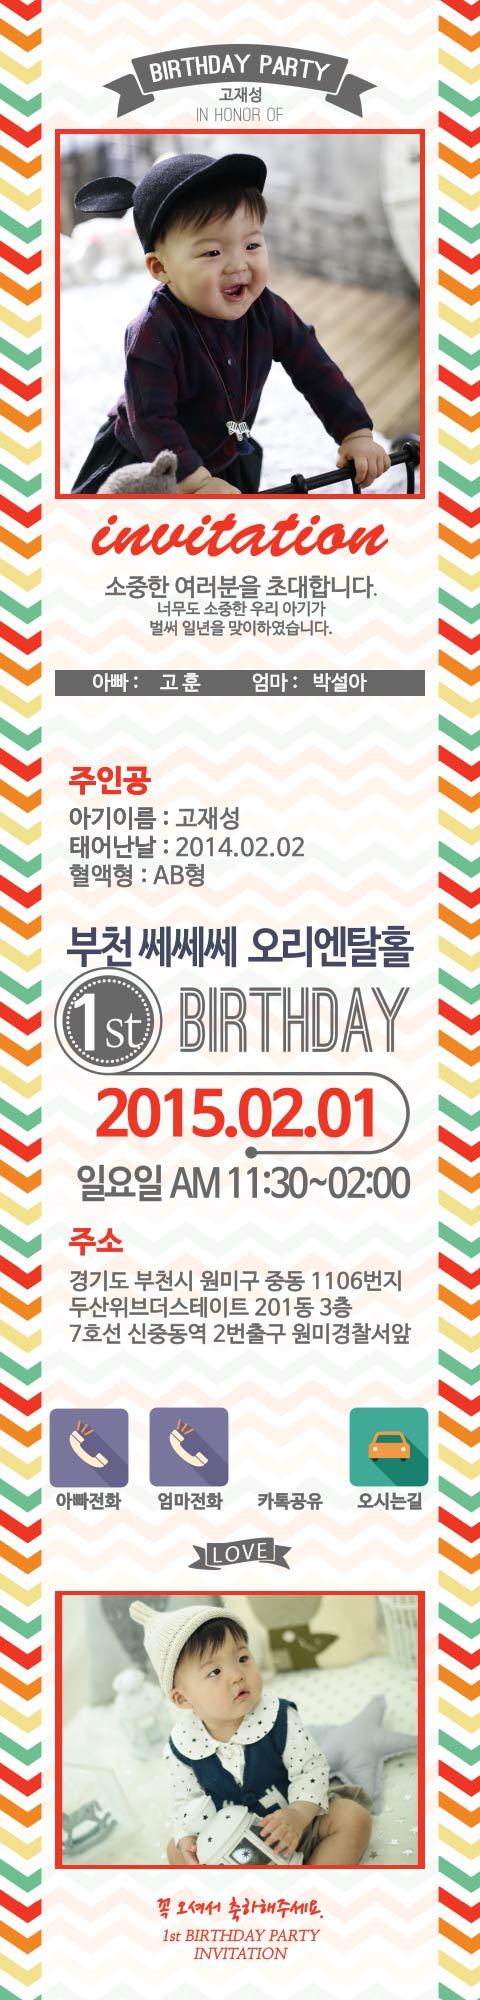 BIRTHDAY PARTY
고재성
IN HONOR OF
invitation
소중한 여러분을 초대합니다.
너무도 소중한 우리 아기가
벌써 일년을 맞이하였습니다.
아빠 : 고 훈 엄마 : 박설아
주인공
아기이름 : 고재성
태어난날 : 2014.02.02
혈액형 : AB형
부천 쎄쎄쎄 오리엔탈홀
1st BIRTHDAY
2015.02.01
일요일 AM 11:30~02:00
주소
경기도 부천시 원미구 중동 1106번지
두산위브더스테이트 201동 3층
7호선 신중동역 2번출구 원미경찰서앞
아빠전화 엄마전화 카톡공유 오시는길
LOVE
꼭 오셔서 축하해주세요.
1st BIRTHDAY PARTY
INVITATION